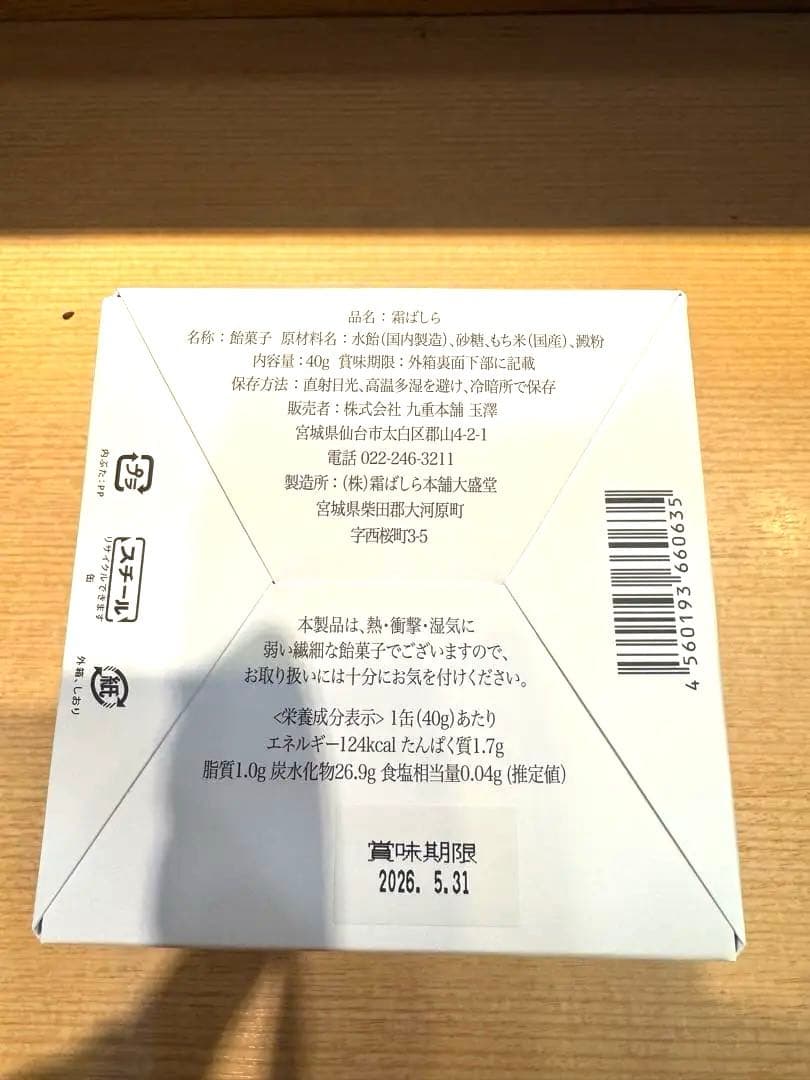 品名：霜ばしら
名称：飴菓子 原材料名：水飴(国内製造)、砂糖、もち米(国産)、澱粉
内容量：40g 賞味期限：外箱裏面下部に記載
保存方法：直射日光、高温多湿を避け、冷暗所で保存
販売者：株式会社 九重本舗 玉澤
宮城県仙台市太白区郡山4-2-1
電話 022-246-3211
製造所：(株)霜ばしら本舗大盛堂
宮城県柴田郡大河原町
字西桜町3-5
本製品は、熱・衝撃・湿気に
弱い繊細な飴菓子でございますので、
お取り扱いには十分にお気を付けください。
<栄養成分表示> 1缶(40g)あたり
エネルギー124kcal たんぱく質1.7g
脂質1.0g 炭水化物26.9g 食塩相当量0.04g (推定値)
賞味期限
2026. 5.31
プラ
内ぶた：PP
スチール
リサイクルできます
缶
紙
外箱、しおり
4 560193 660635